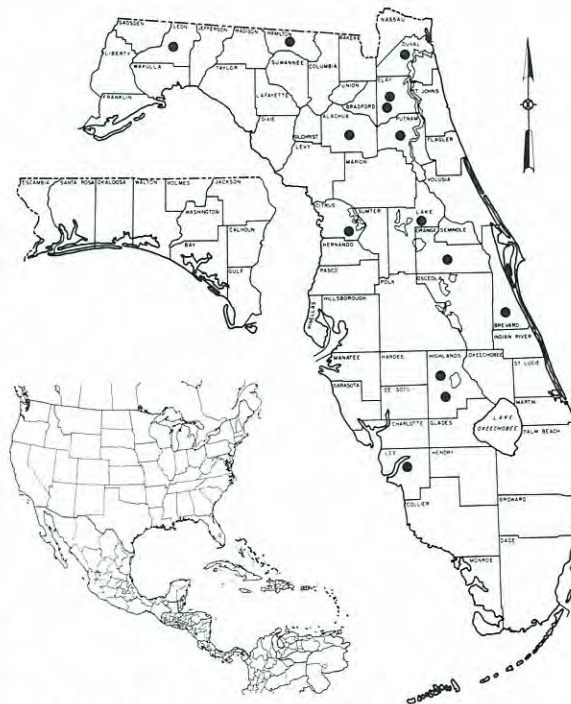 GADSDEN
LEON
JEFFERSON
MADISON
HAMILTON
NASSAU
LIBERTY
WAKULLA
TAYLOR
SUWANNEE
COLUMBIA
BAKER
DUVAL
FRANKLIN
LAFAYETTE
UNION
BRADFORD
CLAY
ST JOHNS
DIXIE
GILCHRIST
ALACHUA
PUTNAM
LEVY
FLAGLER
MARION
VOLUSIA
ESCAMBIA
SANTA ROSA
OKALOOSA
WALTON
HOLMES
JACKSON
WASHINGTON
BAY
CALHOUN
GULF
CITRUS
SUMTER
LAKE
HERNANDO
ORANGE
SEMINOLE
PASCO
OSCEOLA
POLK
HILLSBOROUGH
PINELLAS
BREVARD
INDIAN RIVER
MANATEE
HARDEE
HIGHLANDS
OKEECHOBEE
ST LUCIE
SARASOTA
DE SOTO
MARTIN
CHARLOTTE
GLADES
LAKE
OKEECHOBEE
PALM BEACH
LEE
HENDRY
COLLIER
BROWARD
DADE
MONROE